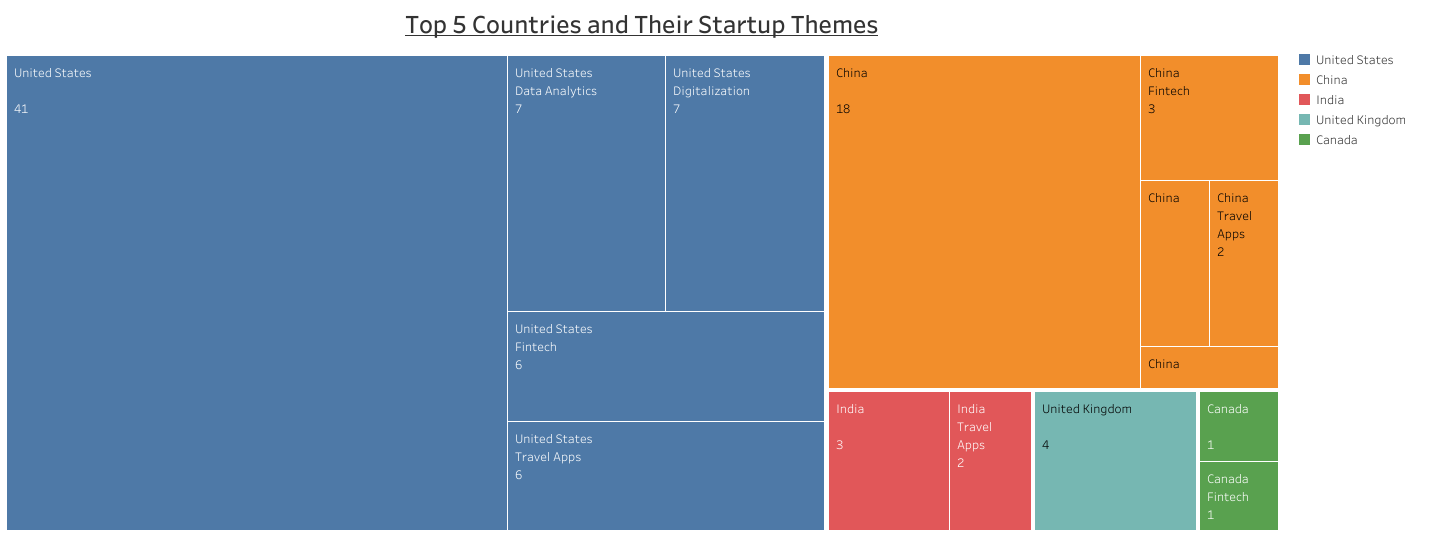 Top 5 Countries and Their Startup Themes
United States
41
United States
Data Analytics
7
United States
Digitalization
7
United States
Fintech
6
United States
Travel Apps
6
China
18
China
Fintech
3
China
China
Travel
Apps
2
China
India
3
India
Travel
Apps
2
United Kingdom
4
Canada
1
Canada
Fintech
1
United States
China
India
United Kingdom
Canada